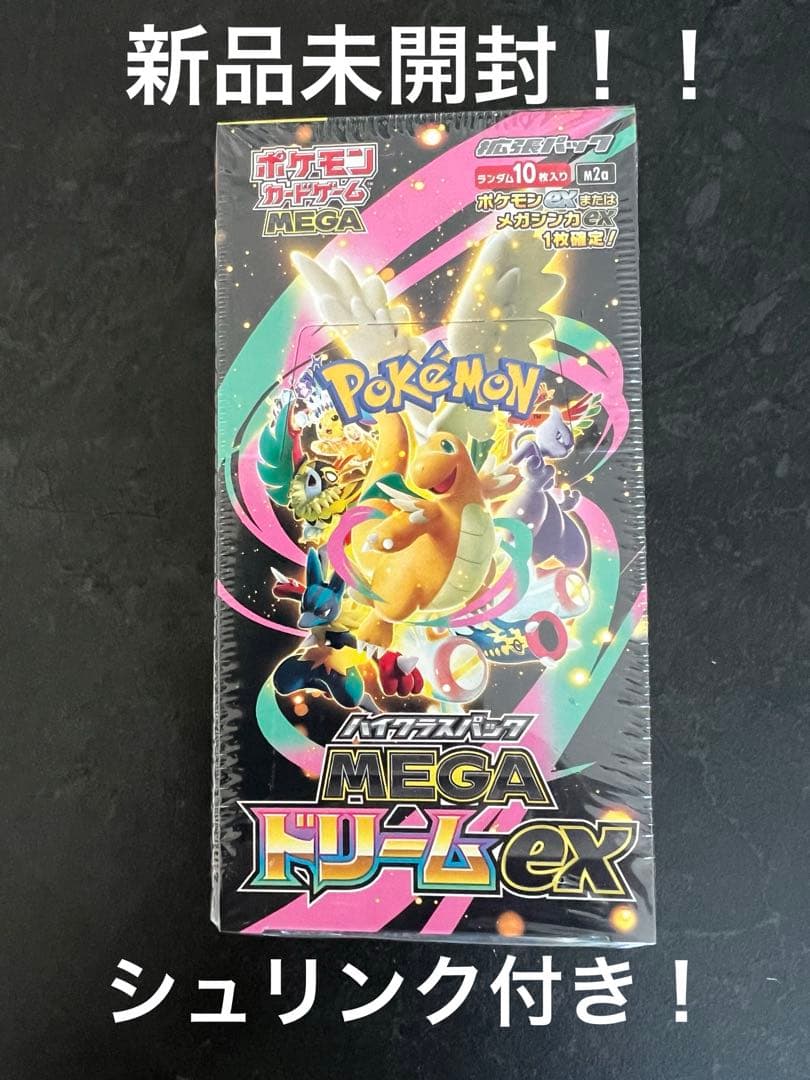 新品未開封！！
ポケモン
カードゲーム
MEGA
拡張パック
ランダム10枚入り
M2a
ポケモンexまたは
メガシンカex
1枚確定！
POKéMON
TM
ハイクラスパック
MEGA
ドリームex
シュリンク付き！